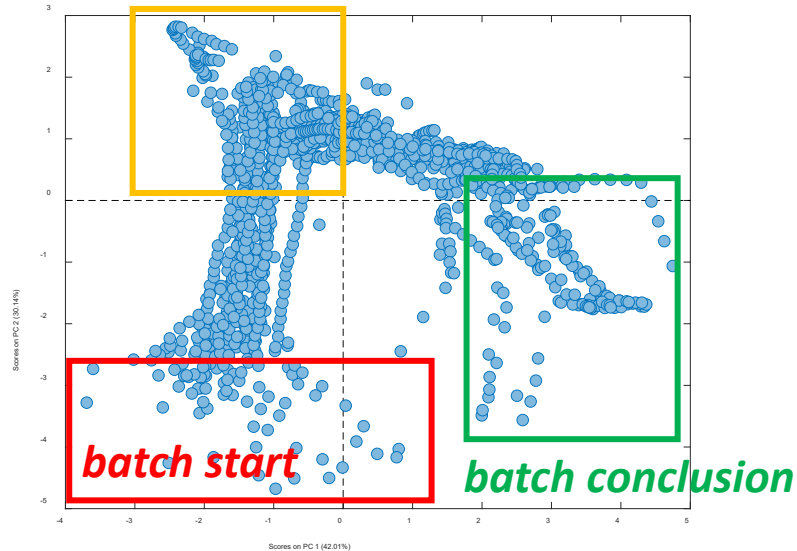 3
2
1
0
-1
-2
-3
-4
-5
Scores on PC 2 (30.14%)
batch start
batch conclusion
-4 -3 -2 -1 0 1 2 3 4 5
Scores on PC 1 (42.01%)